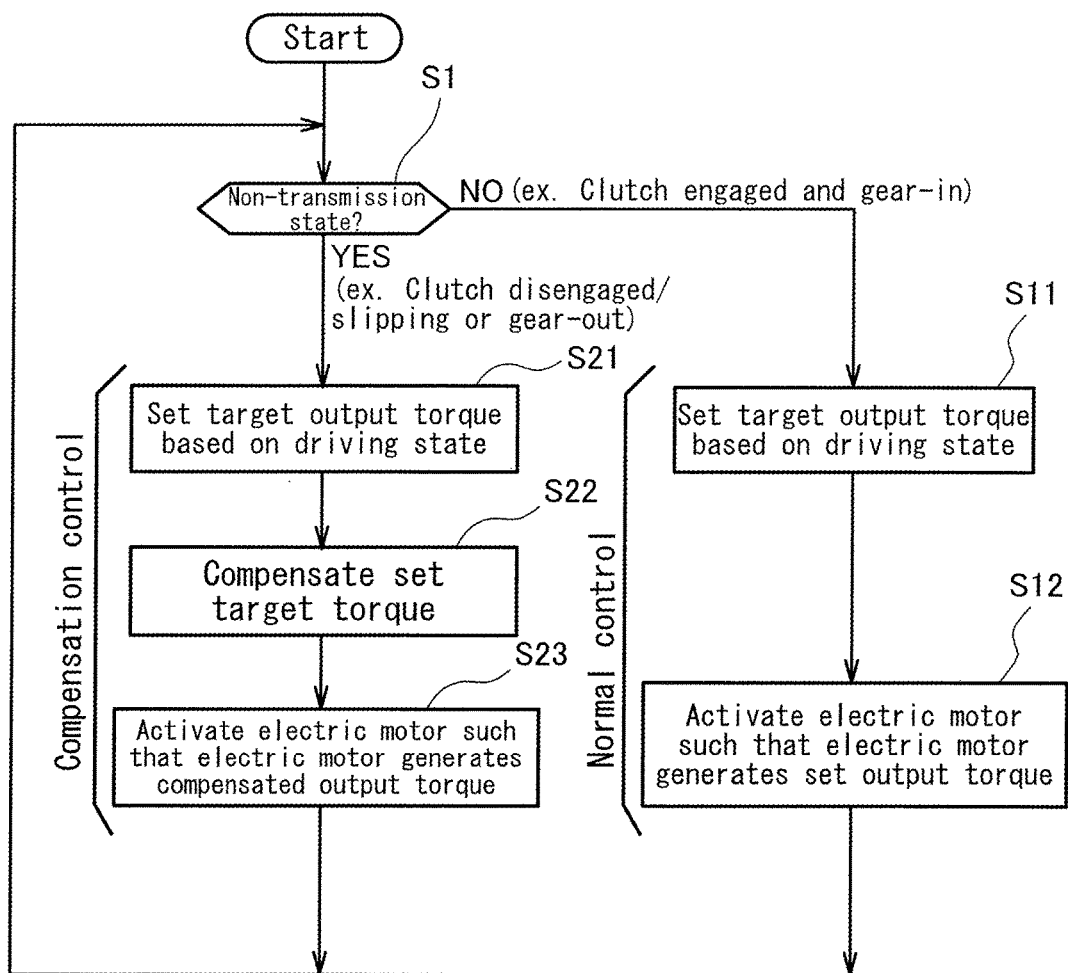 Start
S1
Non-transmission
state?
NO (ex. Clutch engaged and gear-in)
YES
(ex. Clutch disengaged/
slipping or gear-out)
S21
Set target output torque
based on driving state
S22
Compensate set
target torque
S23
Activate electric motor such
that electric motor generates
compensated output torque
Compensation control
S11
Set target output torque
based on driving state
S12
Activate electric motor
such that electric motor
generates set output torque
Normal control